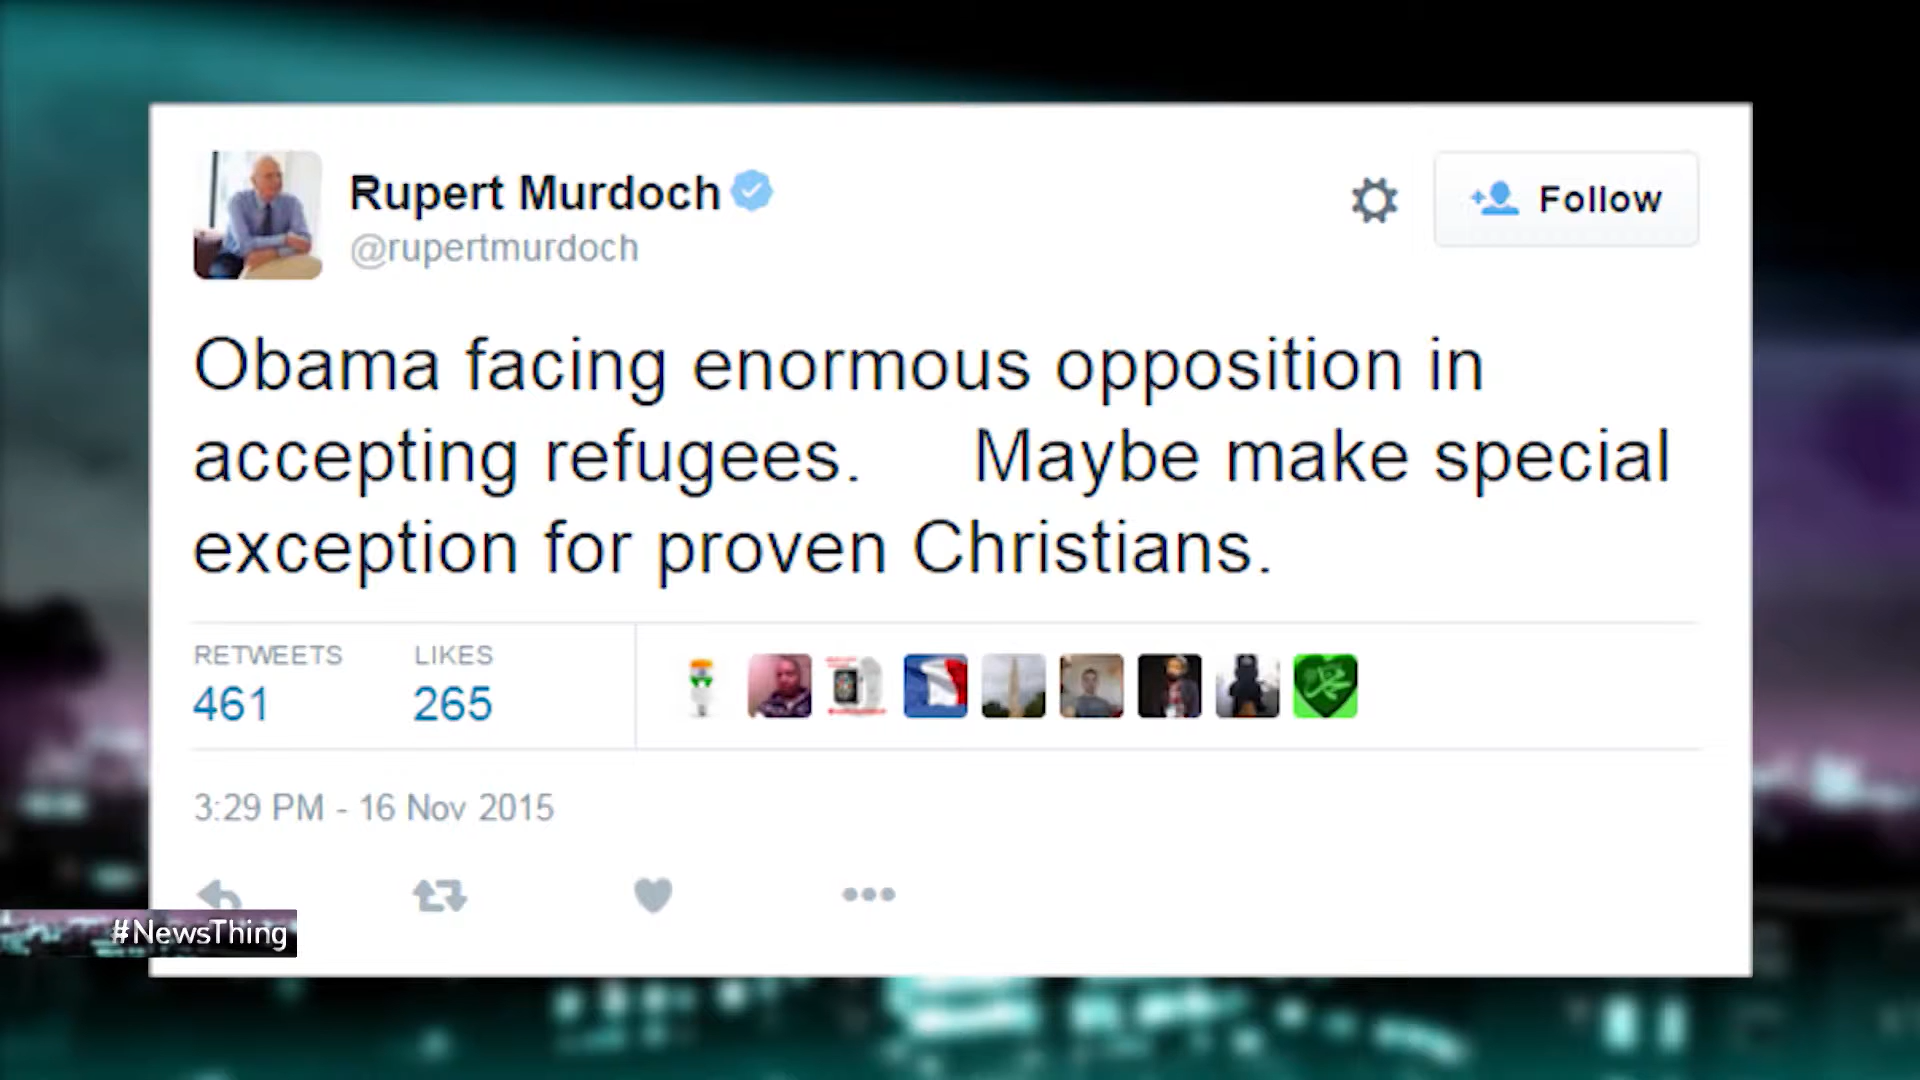 Rupert Murdoch
@rupertmurdoch
Follow
Obama facing enormous opposition in
accepting refugees. Maybe make special
exception for proven Christians.
RETWEETS LIKES
461 265
3:29 PM - 16 Nov 2015
#NewsThing